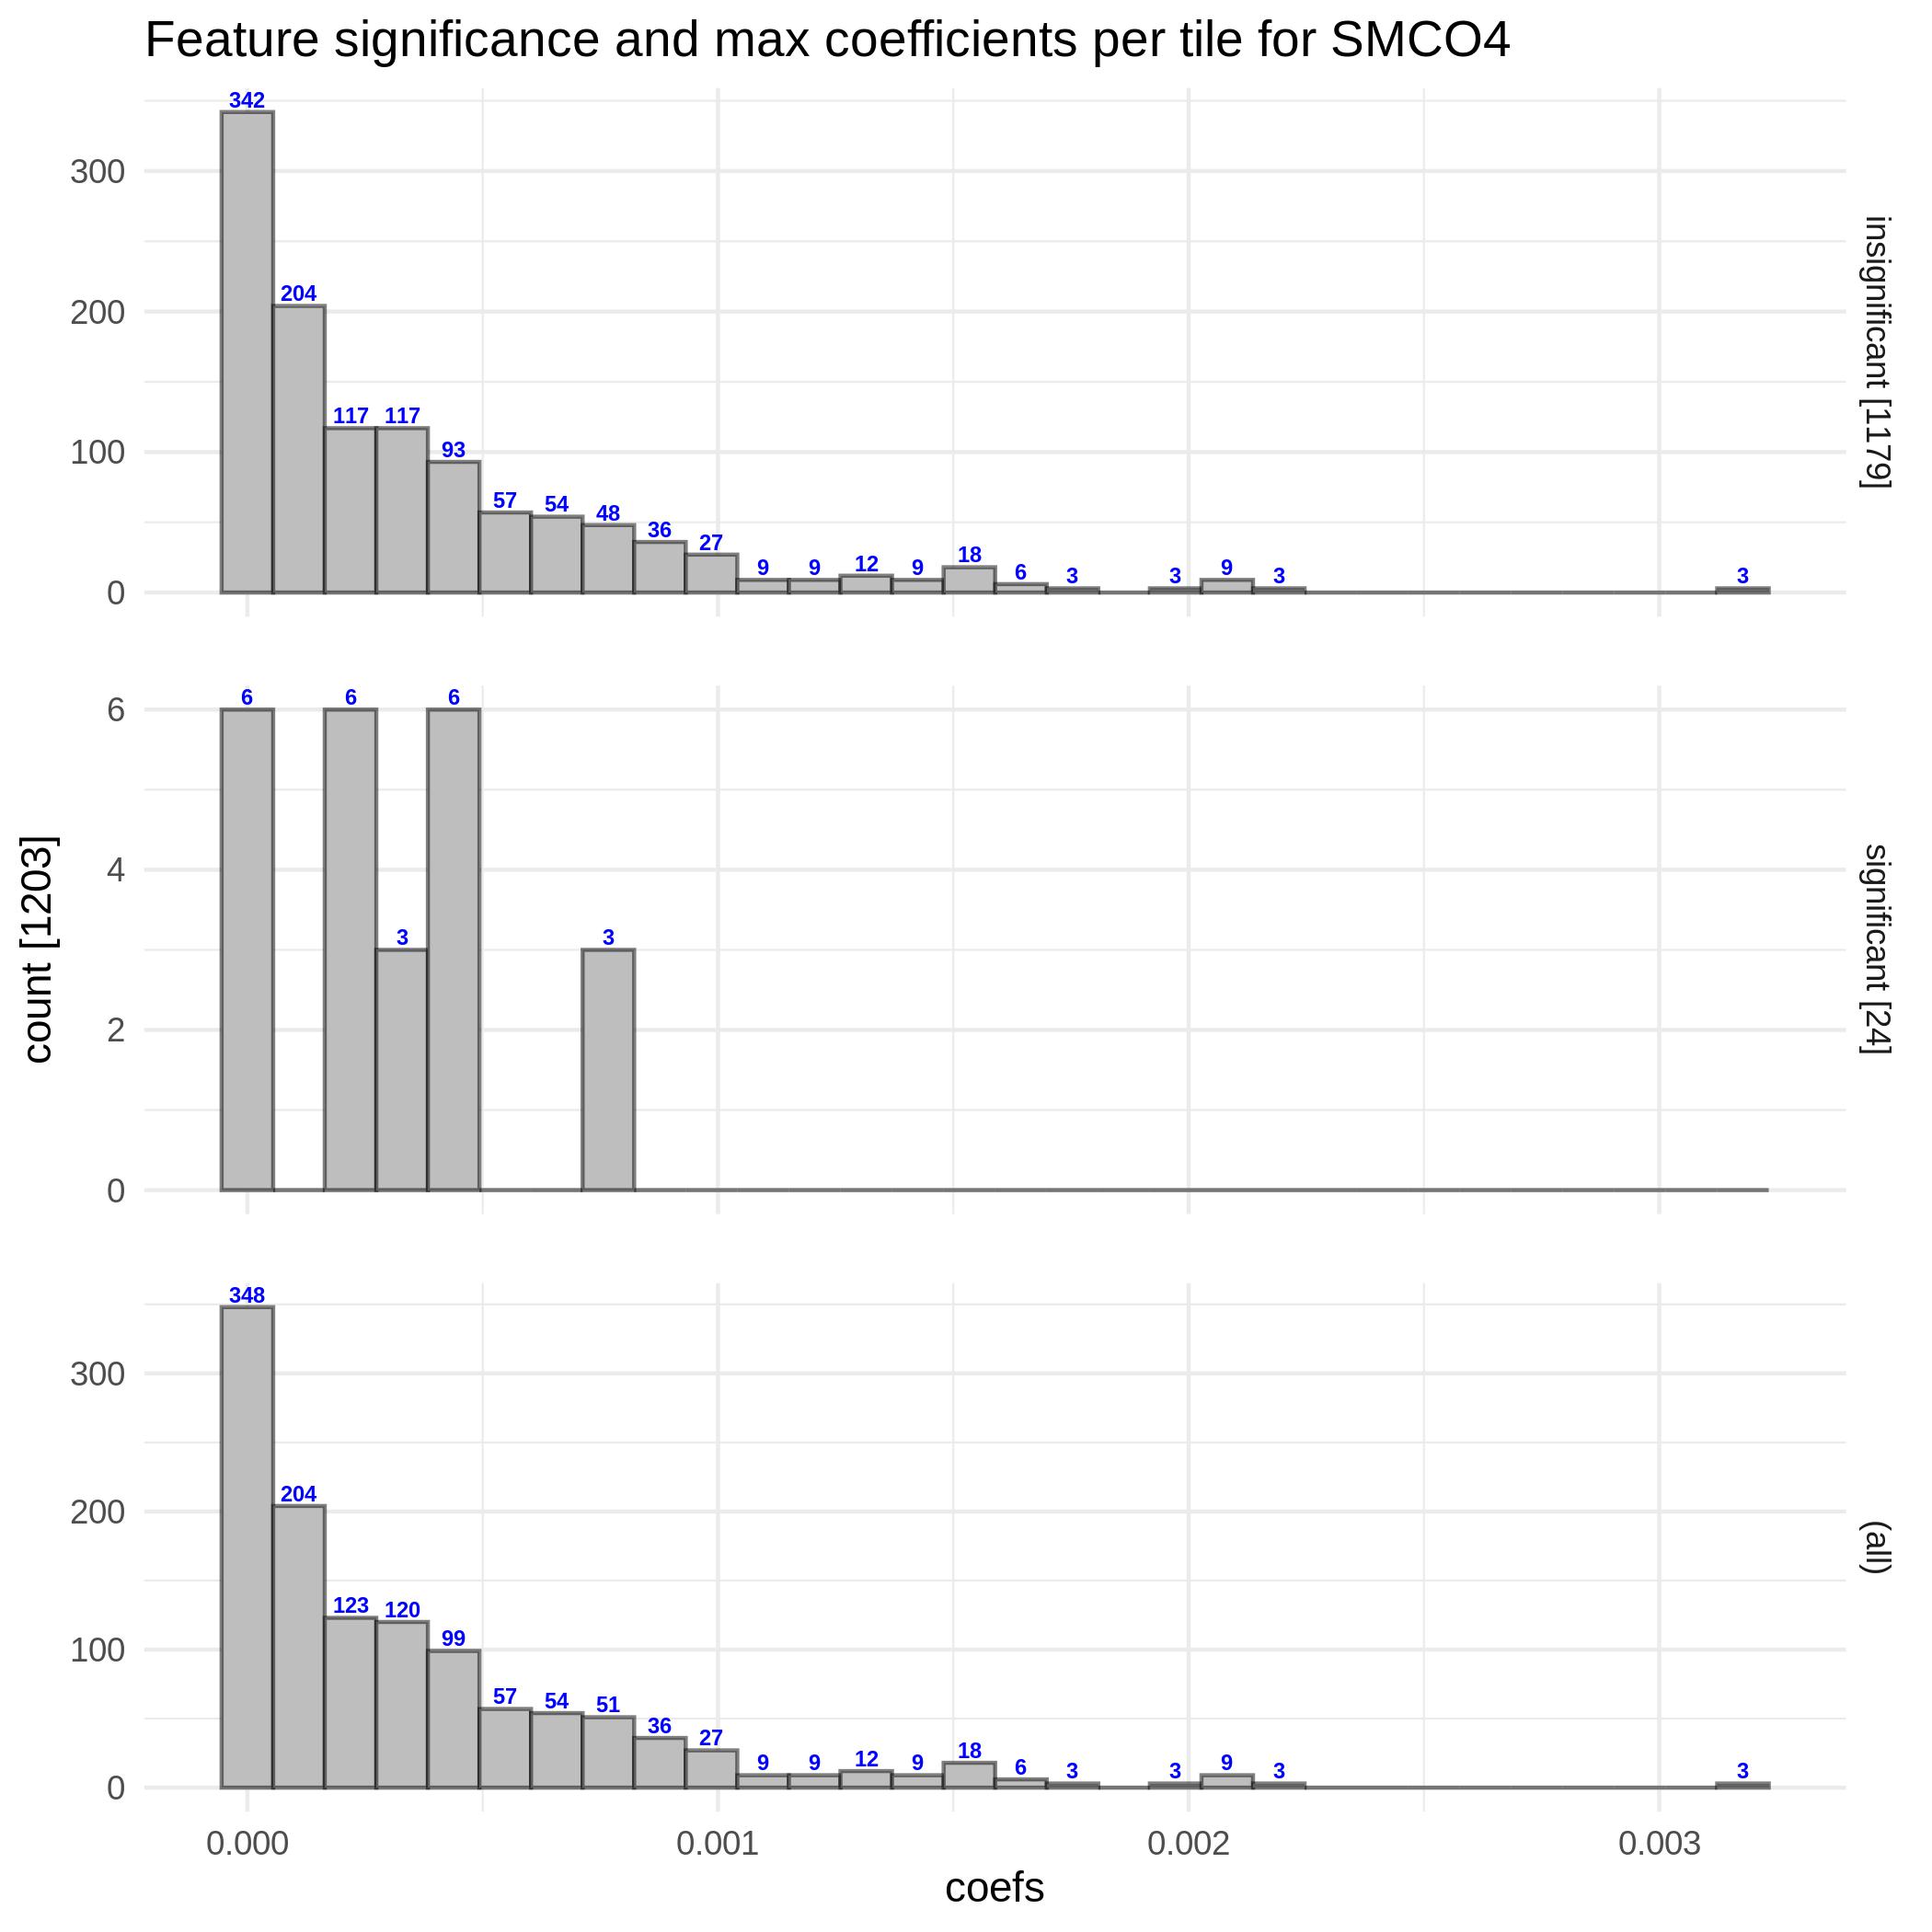 Feature significance and max coefficients per tile for SMCO4
342
204
117 117
93
57 54 48 36 27 9 9 12 9 18 6 3 3 9 3 3
300
200
100
0
insignificant [1179]
6 6 3 6 3
6
4
2
0
significant [24]
count [1203]
348
204
123 120
99
57 54 51 36 27 9 9 12 9 18 6 3 3 9 3 3
300
200
100
0
(all)
0.000 0.001 0.002 0.003
coefs